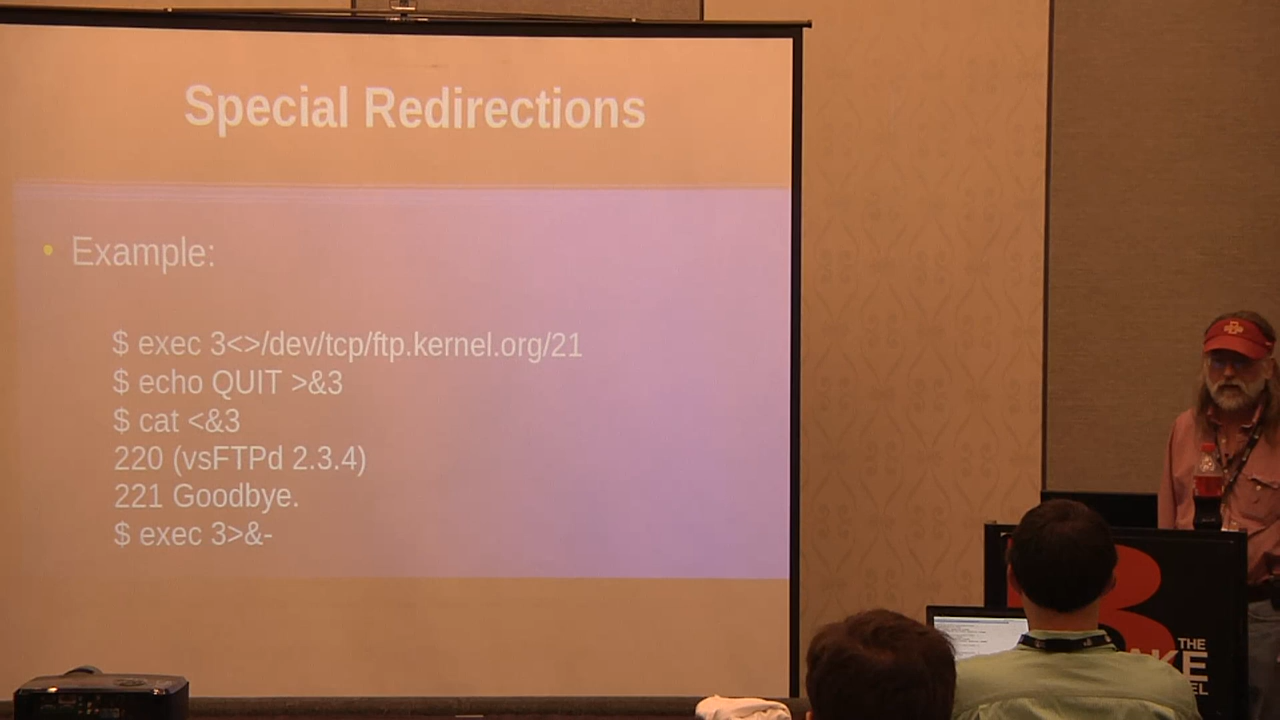 Special Redirections
• Example:
$ exec 3<>/dev/tcp/ftp.kernel.org/21
$ echo QUIT >&3
$ cat <&3
220 (vsFTPd 2.3.4)
221 Goodbye.
$ exec 3>&-
THE